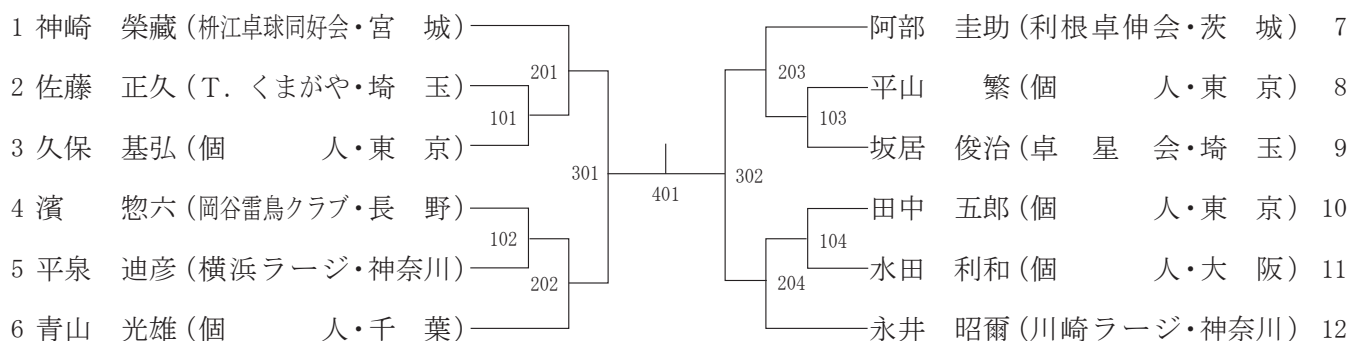 1 神崎 榮藏 (枡江卓球同好会・宮 城)
2 佐藤 正久 (T. くまがや・埼 玉)
3 久保 基弘 (個 人・東 京)
4 濱 惣六 (岡谷雷鳥クラブ・長 野)
5 平泉 迪彦 (横浜ラージ・神奈川)
6 青山 光雄 (個 人・千 葉)
201
101
301
102
202
401
203
103
302
104
204
阿部 圭助 (利根卓伸会・茨 城) 7
平山 繁 (個 人・東 京) 8
坂居 俊治 (卓 星 会・埼 玉) 9
田中 五郎 (個 人・東 京) 10
水田 利和 (個 人・大 阪) 11
永井 昭爾 (川崎ラージ・神奈川) 12